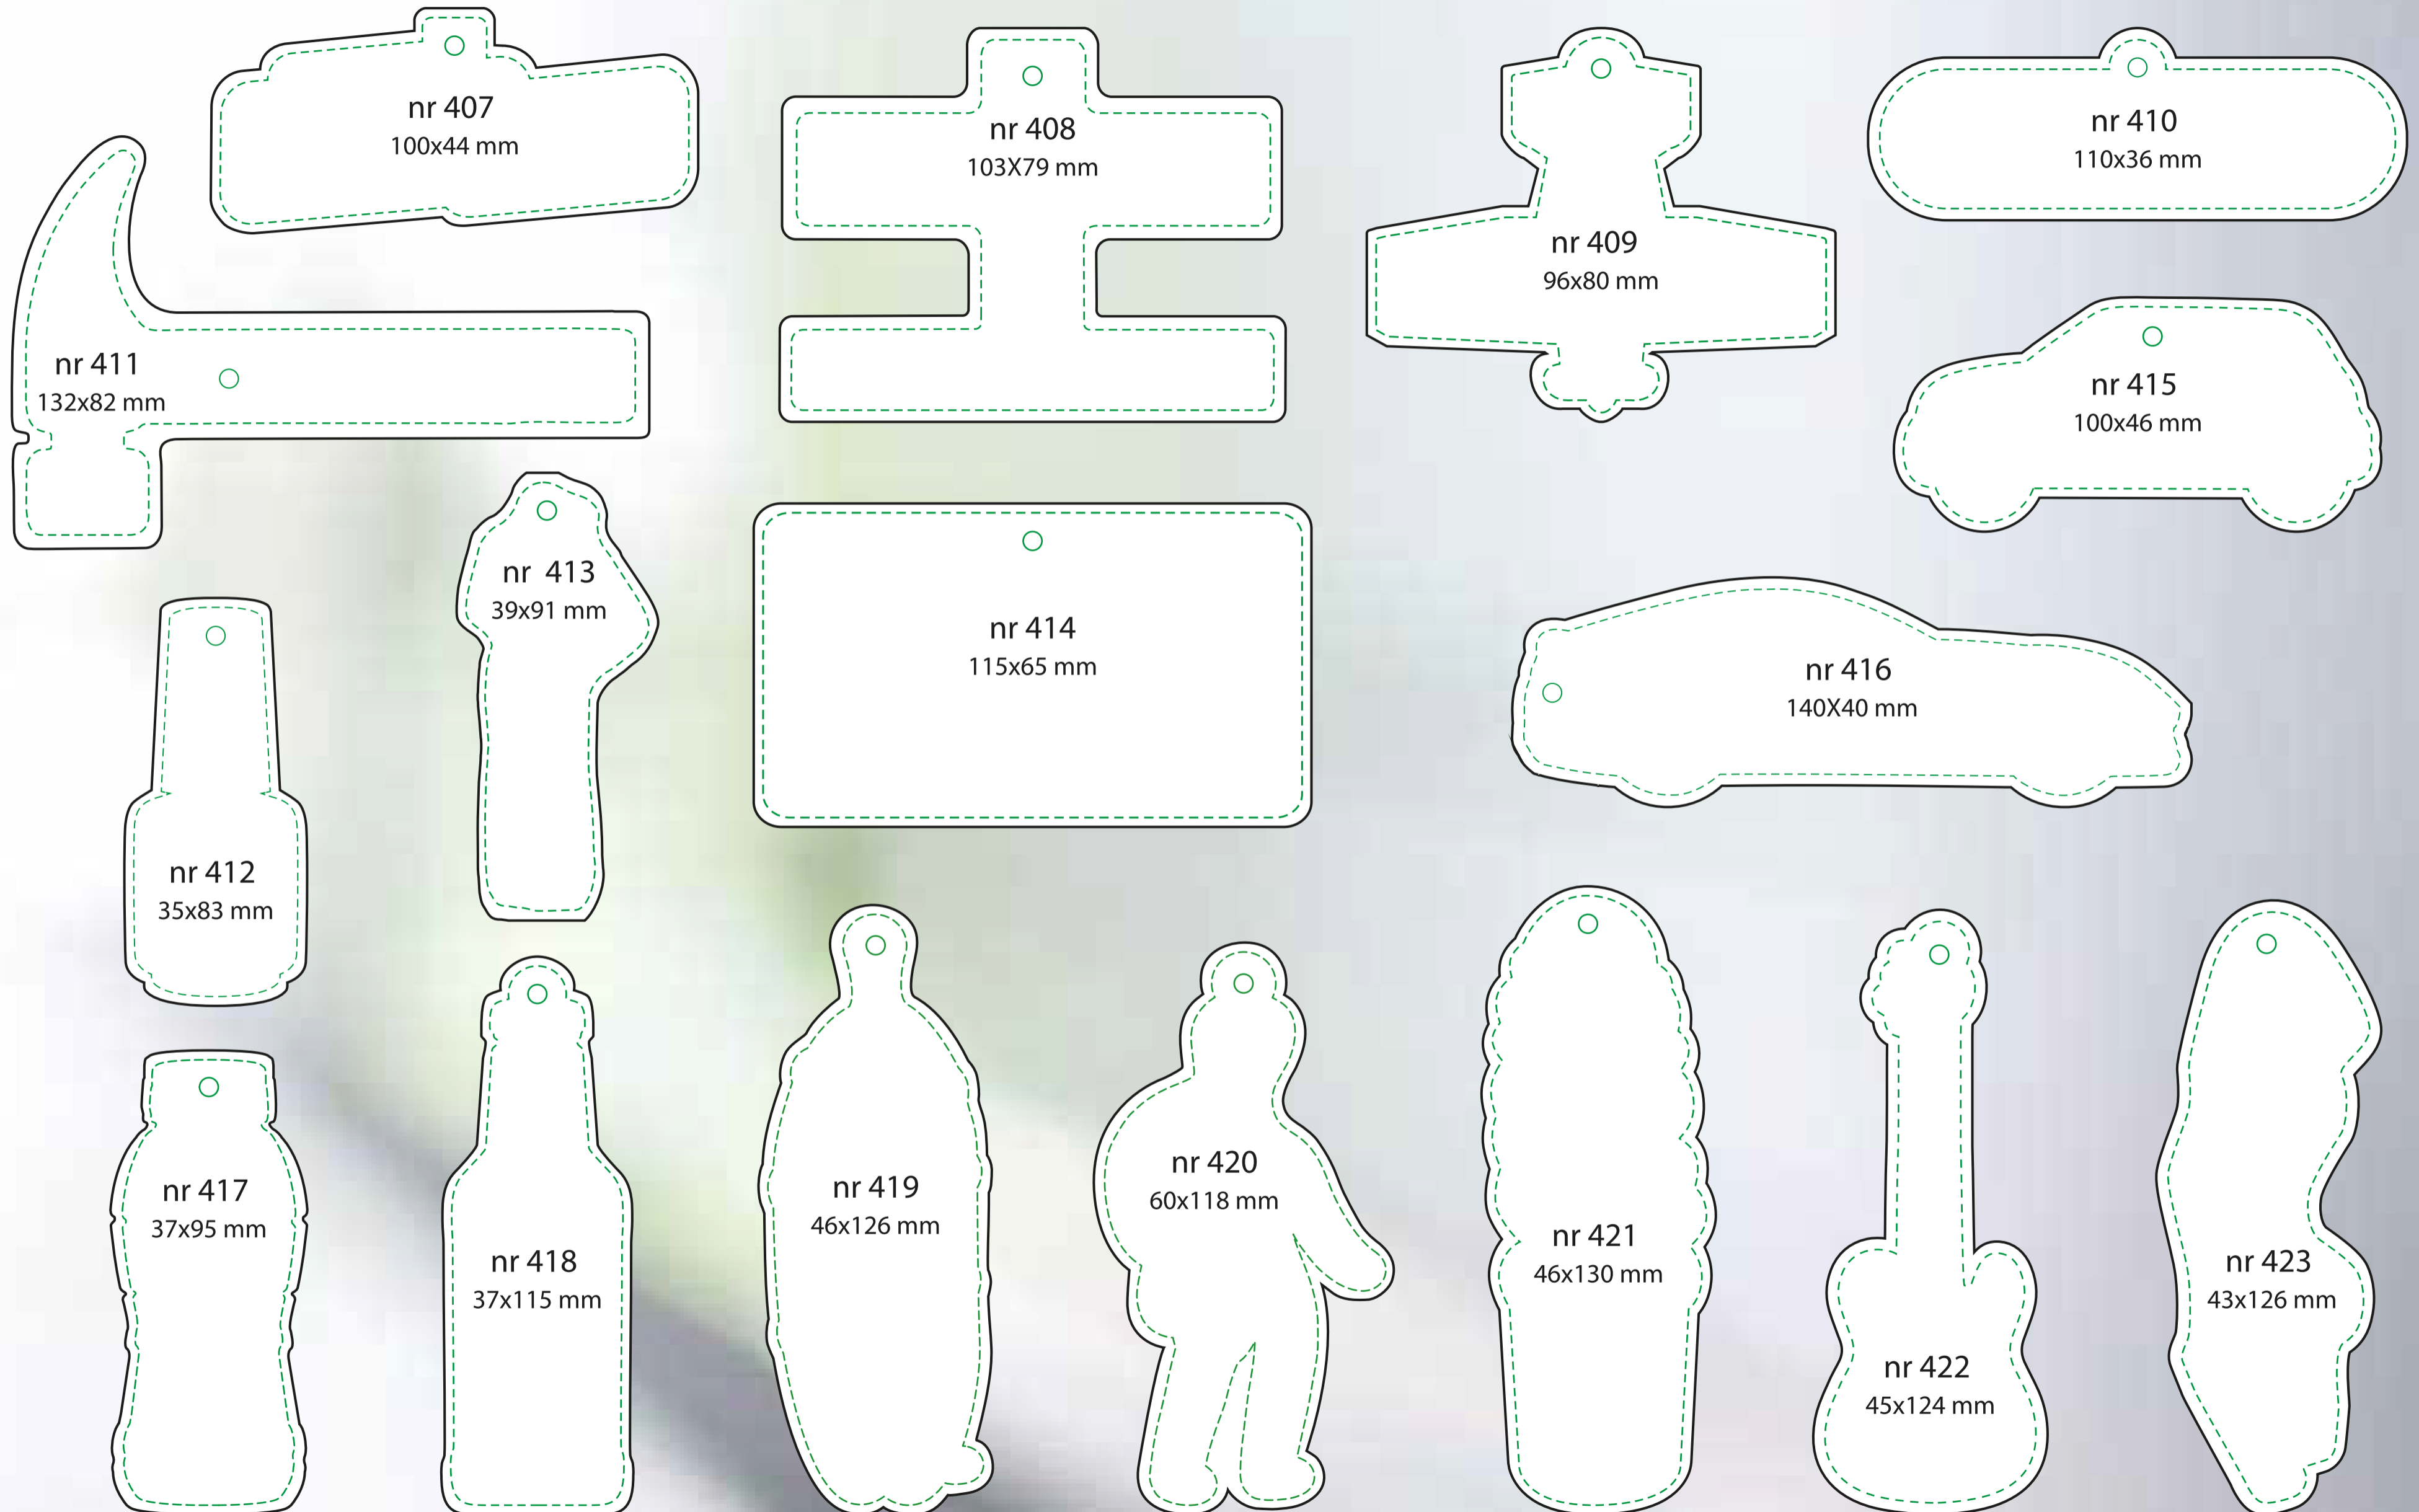 nr 407
100x44 mm
nr 408
103X79 mm
nr 409
96x80 mm
nr 410
110x36 mm
nr 411
132x82 mm
nr  413
39x91 mm
nr 414
115x65 mm
nr 415
100x46 mm
nr 416
140X40 mm
nr 412
35x83 mm
nr 417
37x95 mm
nr 418
37x115 mm
nr 419
46x126 mm
nr 420
60x118 mm
nr 421
46x130 mm
nr 422
45x124 mm
nr 423
43x126 mm